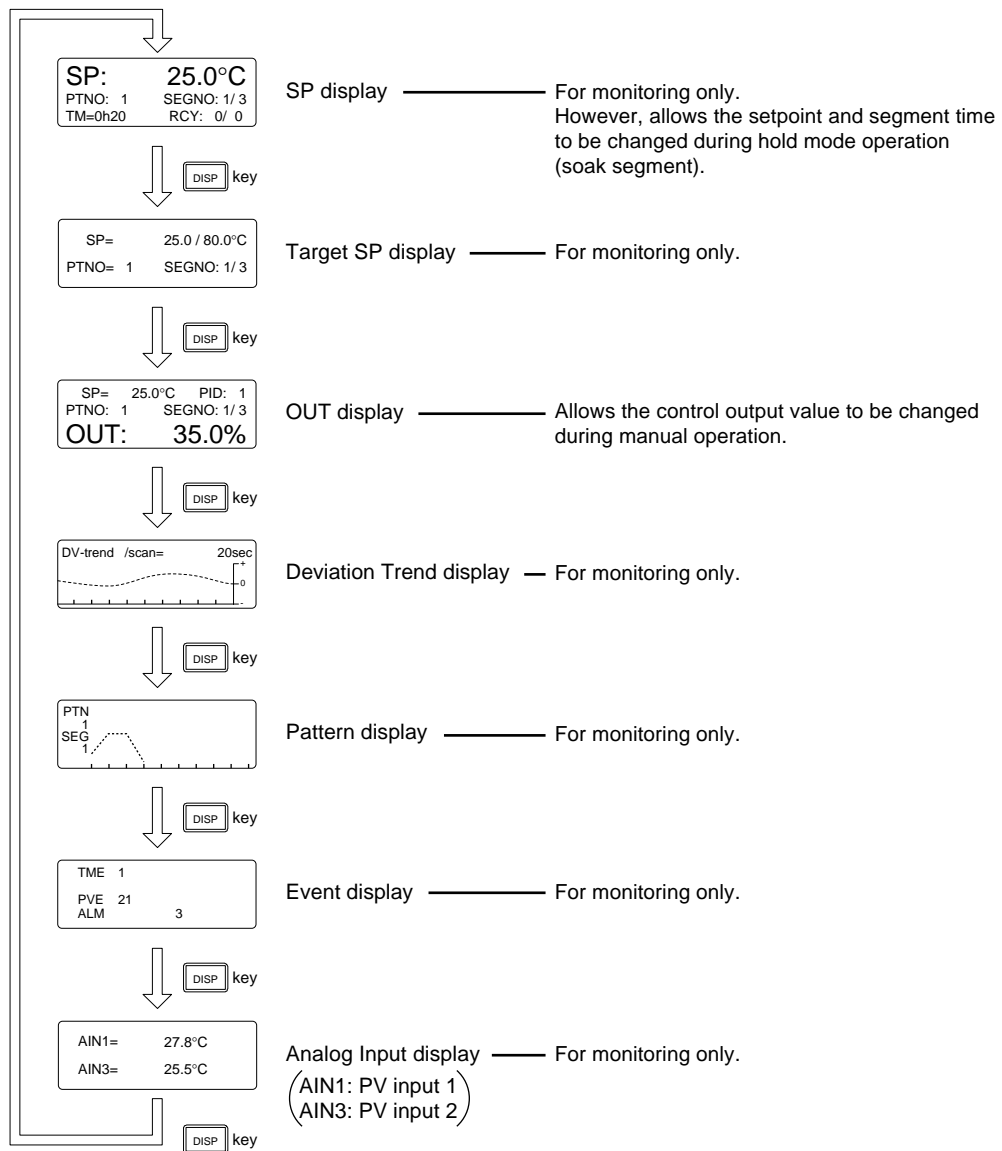 SP: 25.0°C
PTNO: 1 SEGNO: 1/ 3
TM=0h20 RCY: 0/ 0
SP display
For monitoring only.
However, allows the setpoint and segment time
to be changed during hold mode operation
(soak segment).
DISP key
SP= 25.0 / 80.0°C
PTNO= 1 SEGNO: 1/ 3
Target SP display
For monitoring only.
DISP key
SP= 25.0°C PID: 1
PTNO: 1 SEGNO: 1/ 3
OUT: 35.0%
OUT display
Allows the control output value to be changed
during manual operation.
DISP key
DV-trend /scan= 20sec
+
0
-
Deviation Trend display
For monitoring only.
DISP key
PTN
1
SEG
1
Pattern display
For monitoring only.
DISP key
TME 1
PVE 21
ALM 3
Event display
For monitoring only.
DISP key
AIN1= 27.8°C
AIN3= 25.5°C
Analog Input display
For monitoring only.
(AIN1: PV input 1)
(AIN3: PV input 2)
DISP key